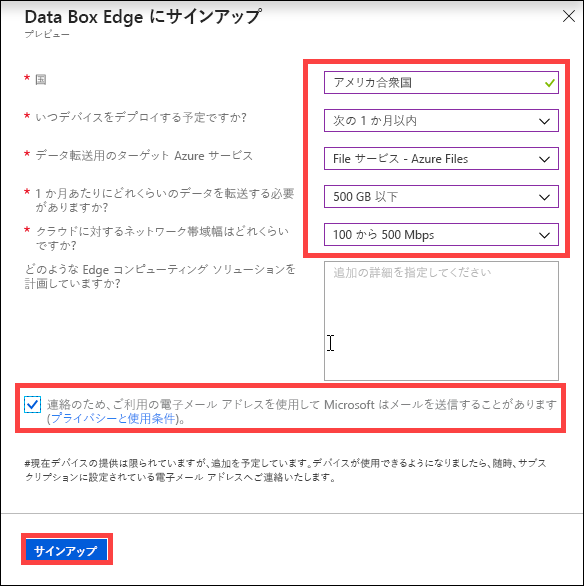 Data Box Edge にサインアップ
プレビュー
* 国
アメリカ合衆国
* いつデバイスをデプロイする予定ですか?
次の 1 か月以内
* データ転送用のターゲット Azure サービス
File サービス - Azure Files
* 1 か月あたりにどれくらいのデータを転送する必要
がありますか?
500 GB 以下
* クラウドに対するネットワーク帯域幅はどれくらい
ですか?
100 から 500 Mbps
どのような Edge コンピューティング ソリューションを
計画していますか?
追加の詳細を指定してください
連絡のため、ご利用の電子メール アドレスを使用して Microsoft はメールを送信することがあります
(プライバシーと使用条件)。
#現在デバイスの提供は限られていますが、追加を予定しています。デバイスが使用できるようになりましたら、随時、サブス
クリプションに設定されている電子メール アドレスへご連絡いたします。
サインアップ